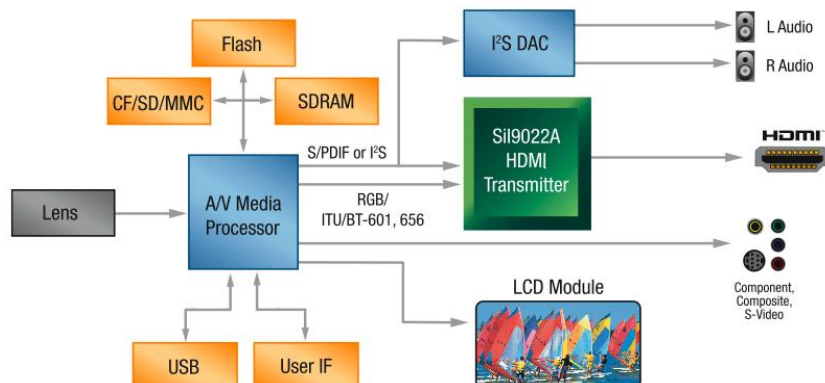 Flash
CF/SD/MMC
SDRAM
I²S DAC
L Audio
R Audio
S/PDIF or I²S
SiI9022A
HDMI
Transmitter
HDMI™
Lens
A/V Media
Processor
RGB/
ITU/BT-601, 656
LCD Module
Component,
Composite,
S-Video
USB
User IF